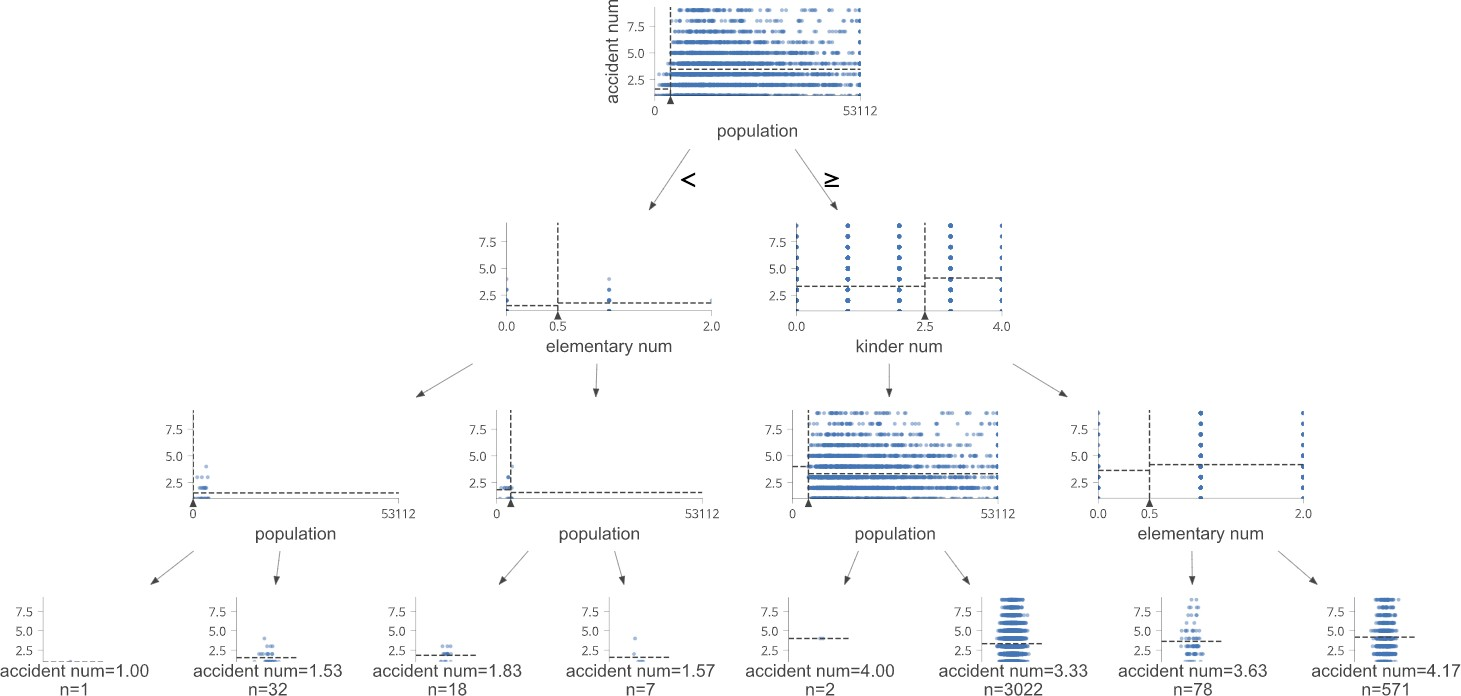 accident num
7.5
5.0
2.5
0 53112
population
< ≥
7.5
5.0
2.5
0.0 0.5 2.0
elementary num
7.5
5.0
2.5
0.0 2.5 4.0
kinder num
7.5
5.0
2.5
0 53112
population
7.5
5.0
2.5
0 53112
population
7.5
5.0
2.5
0 53112
population
7.5
5.0
2.5
0.0 0.5 2.0
elementary num
7.5
5.0
2.5
accident num=1.00
n=1
7.5
5.0
2.5
accident num=1.53
n=32
7.5
5.0
2.5
accident num=1.83
n=18
7.5
5.0
2.5
accident num=1.57
n=7
7.5
5.0
2.5
accident num=4.00
n=2
7.5
5.0
2.5
accident num=3.33
n=3022
7.5
5.0
2.5
accident num=3.63
n=78
7.5
5.0
2.5
accident num=4.17
n=571